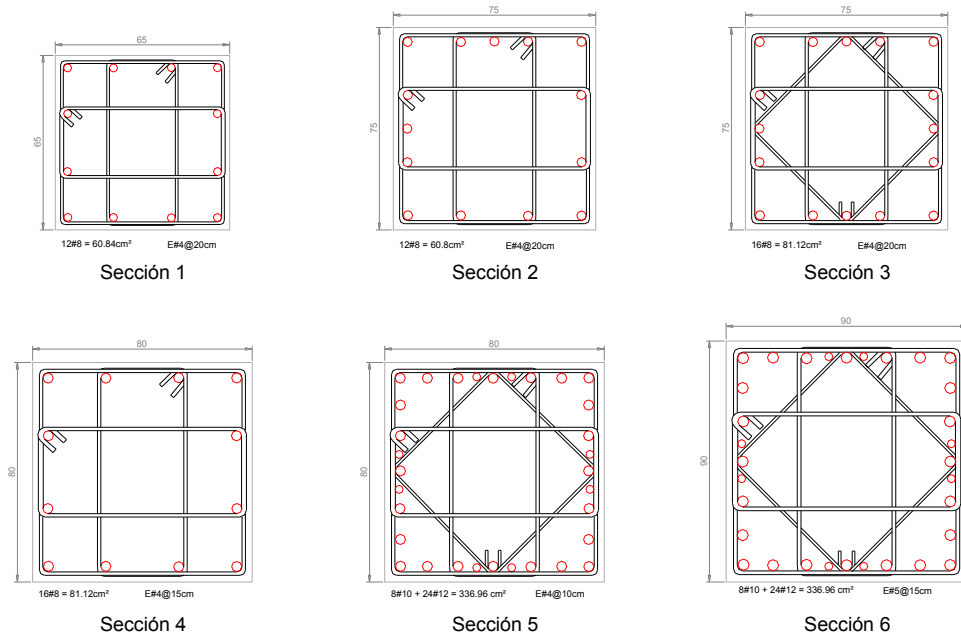 65
65
12#8 = 60.84cm² E#4@20cm
Sección 1
75
75
12#8 = 60.8cm² E#4@20cm
Sección 2
75
75
16#8 = 81.12cm² E#4@20cm
Sección 3
80
80
16#8 = 81.12cm² E#4@15cm
Sección 4
80
80
8#10 + 24#12 = 336.96 cm² E#4@10cm
Sección 5
90
90
8#10 + 24#12 = 336.96 cm² E#5@15cm
Sección 6